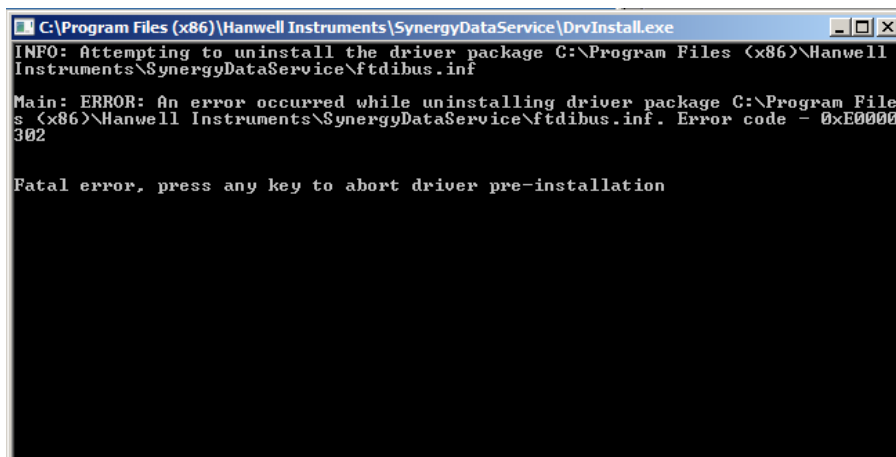 C:\Program Files (x86)\Hanwell Instruments\SynergyDataService\DrvInstall.exe
INFO: Attempting to uninstall the driver package C:\Program Files (x86)\Hanwell
Instruments\SynergyDataService\ftdibus.inf
Main: ERROR: An error occurred while uninstalling driver package C:\Program File
s (x86)\Hanwell Instruments\SynergyDataService\ftdibus.inf. Error code - 0xE0000
302
Fatal error, press any key to abort driver pre-installation